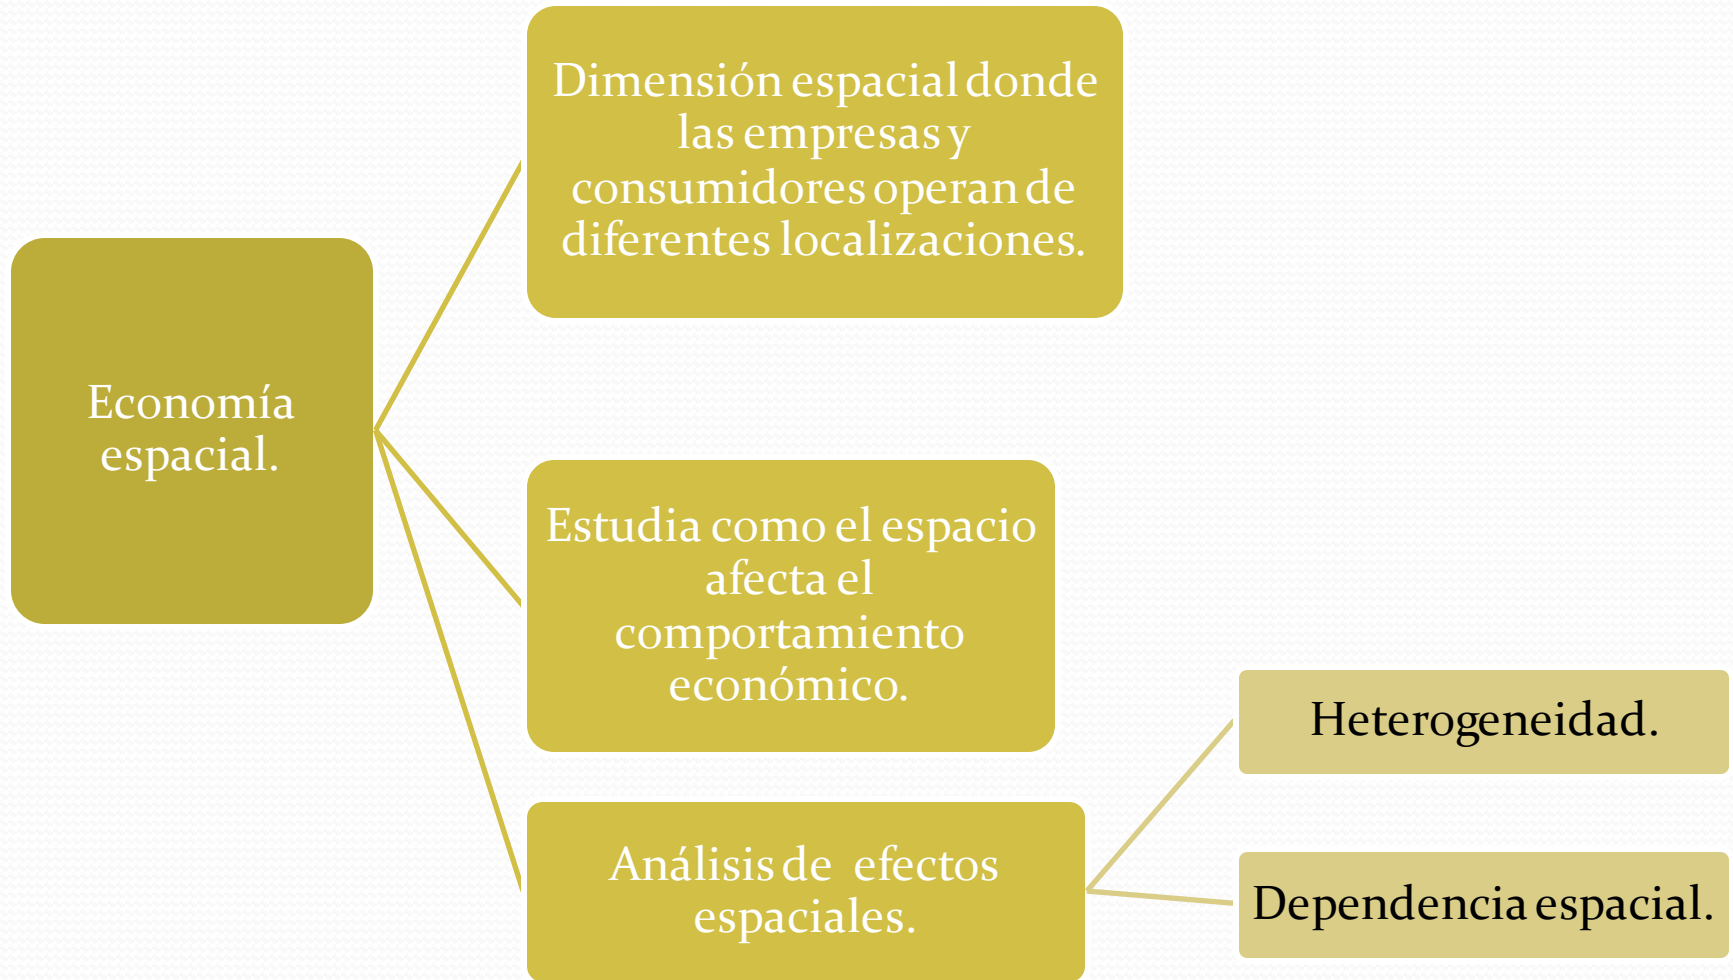 Economía
espacial.
Dimensión espacial donde
las empresas y
consumidores operan de
diferentes localizaciones.
Estudia como el espacio
afecta el
comportamiento
económico.
Análisis de efectos
espaciales.
Heterogeneidad.
Dependencia espacial.